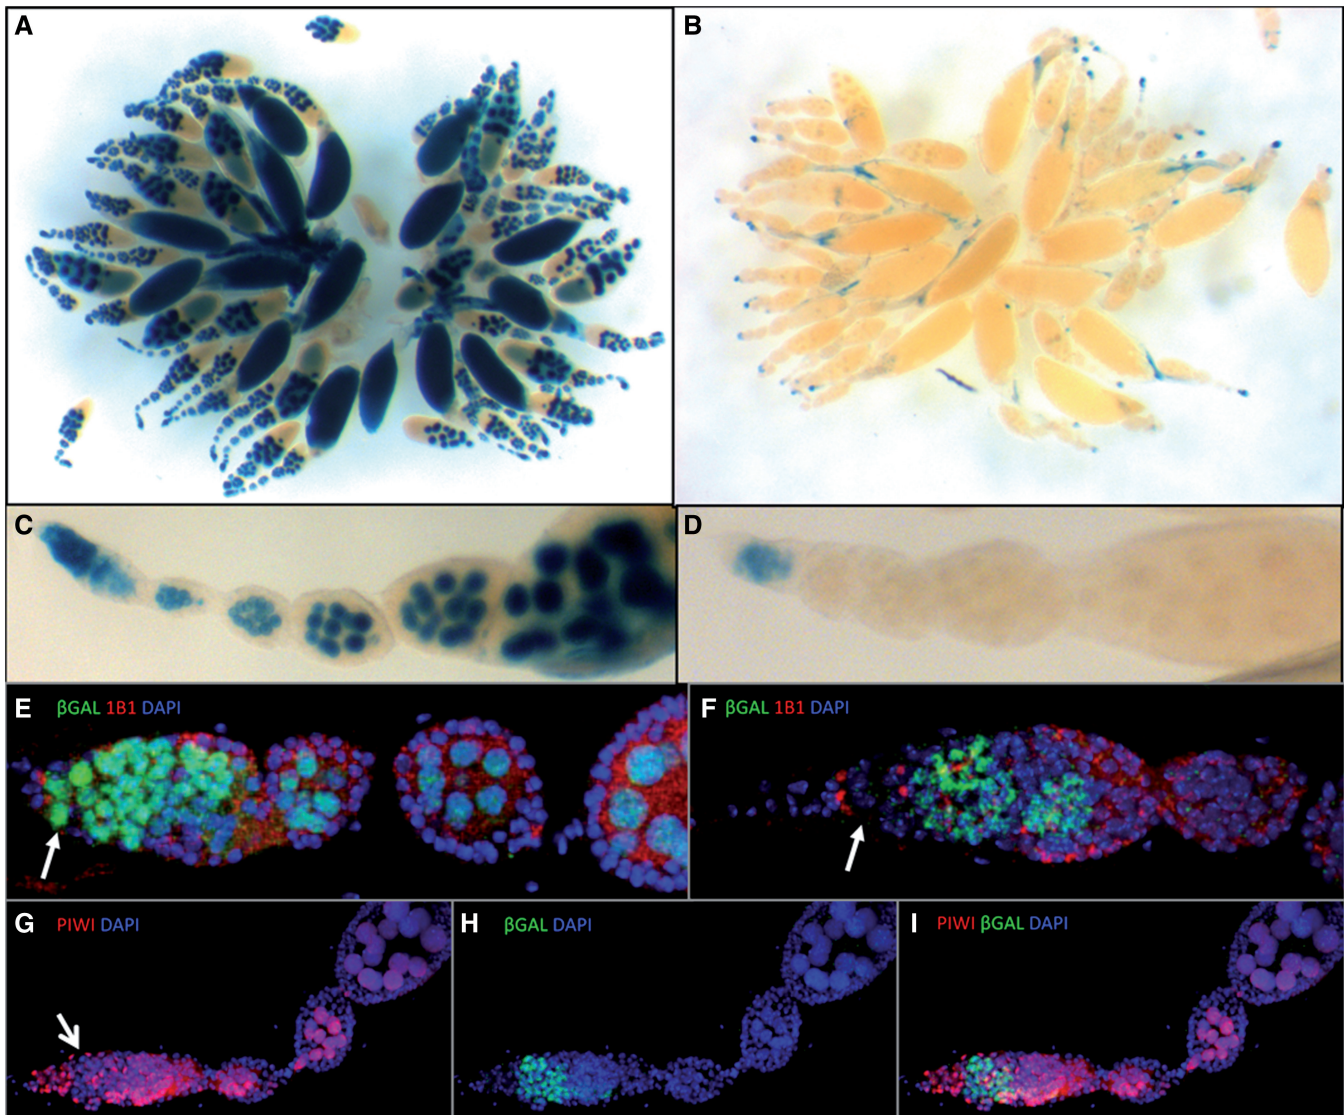 A
B
C
D
E βGAL 1B1 DAPI
F βGAL 1B1 DAPI
G PIWI DAPI
H βGAL DAPI
I PIWI βGAL DAPI